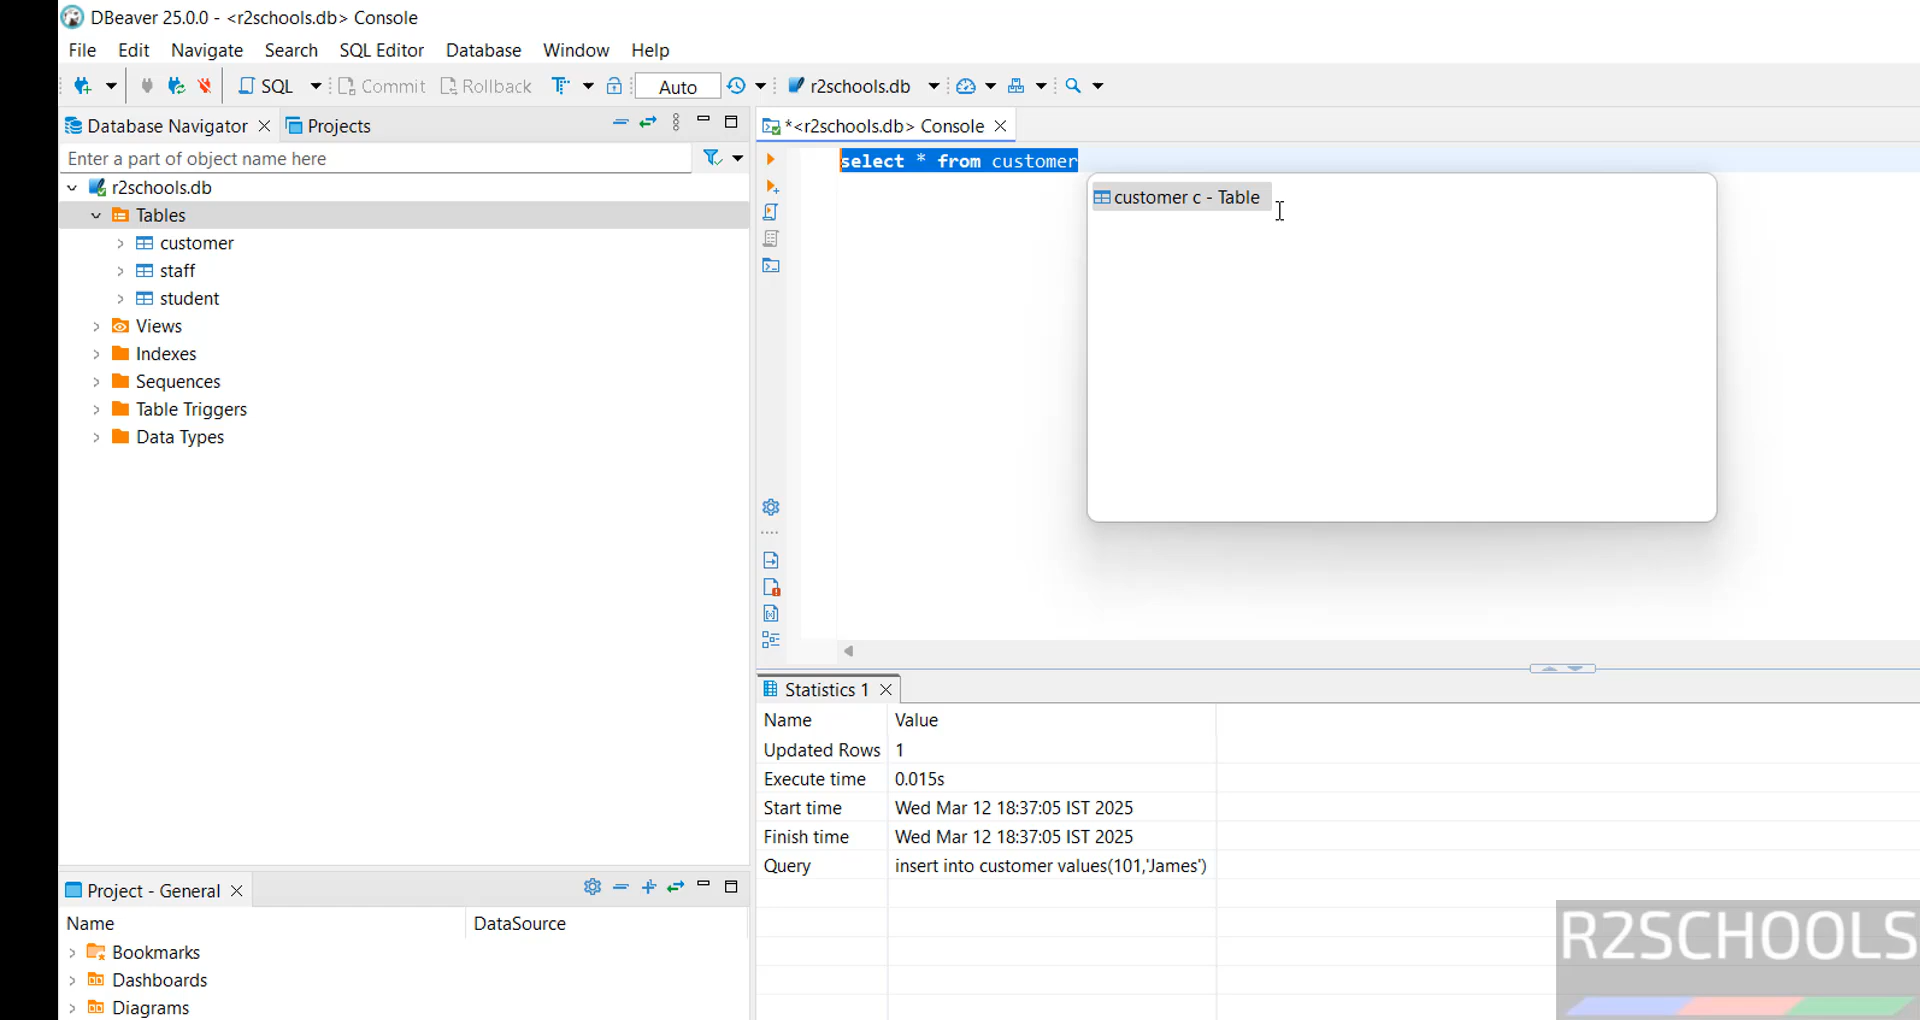 DBeaver 25.0.0 - <r2schools.db> Console
File Edit Navigate Search SQL Editor Database Window Help
SQL Commit Rollback Auto r2schools.db
Database Navigator Projects
*<r2schools.db> Console
Enter a part of object name here
select * from customer
r2schools.db
customer c - Table
Tables
customer
staff
student
Views
Indexes
Sequences
Table Triggers
Data Types
Statistics 1
Name Value
Updated Rows 1
Execute time 0.015s
Start time Wed Mar 12 18:37:05 IST 2025
Finish time Wed Mar 12 18:37:05 IST 2025
Query insert into customer values(101,'James')
Project - General
Name DataSource
Bookmarks
Dashboards
Diagrams
R2SCHOOLS